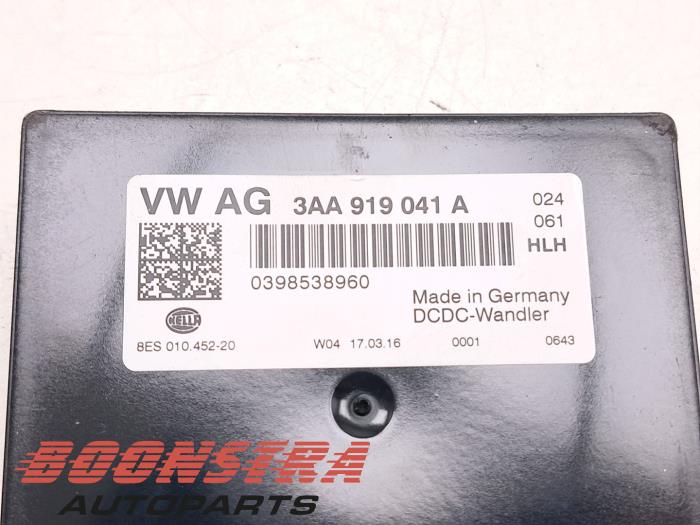 VW AG 3AA 919 041 A 024
061
HLH
0398538960
Made in Germany
DCDC-Wandler
HELLA
8ES 010.452-20 W04 17.03.16 0001 0643
BOONSTRA
AUTOPARTS